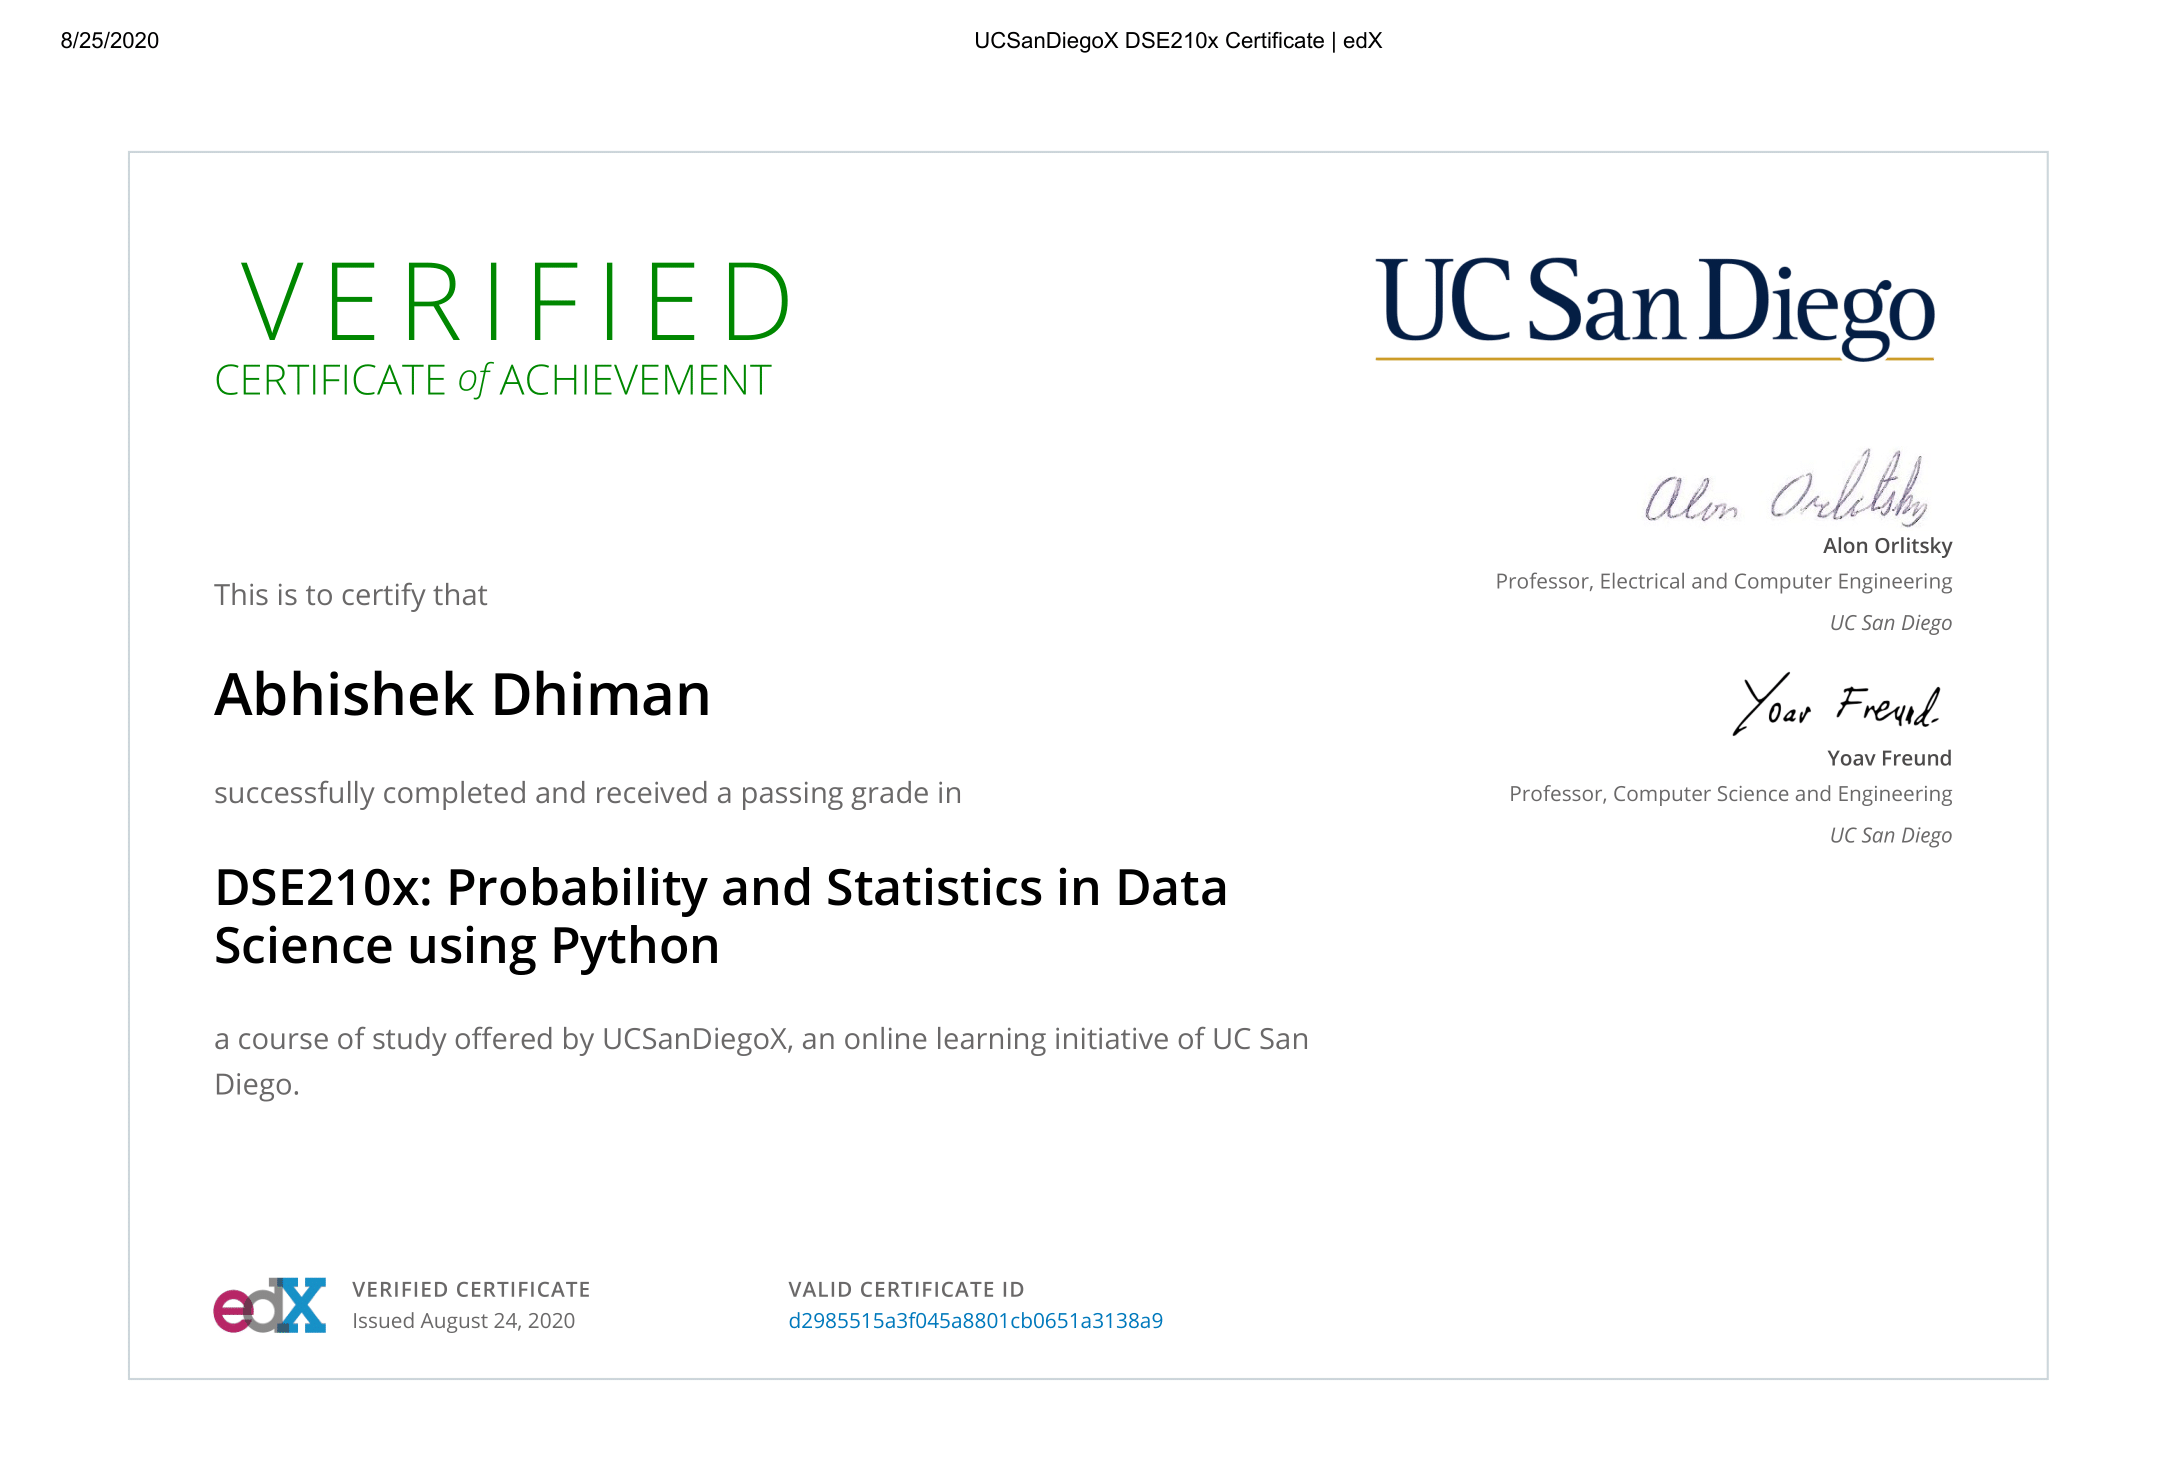 8/25/2020
UCSanDiegoX DSE210x Certificate | edX
VERIFIED
CERTIFICATE of ACHIEVEMENT
UC San Diego
Alon Orlitsky
Alon Orlitsky
Professor, Electrical and Computer Engineering
UC San Diego
Yoav Freund
Yoav Freund
Professor, Computer Science and Engineering
UC San Diego
This is to certify that
Abhishek Dhiman
successfully completed and received a passing grade in
DSE210x: Probability and Statistics in Data
Science using Python
a course of study offered by UCSanDiegoX, an online learning initiative of UC San
Diego.
edX
VERIFIED CERTIFICATE
Issued August 24, 2020
VALID CERTIFICATE ID
d2985515a3f045a8801cb0651a3138a9